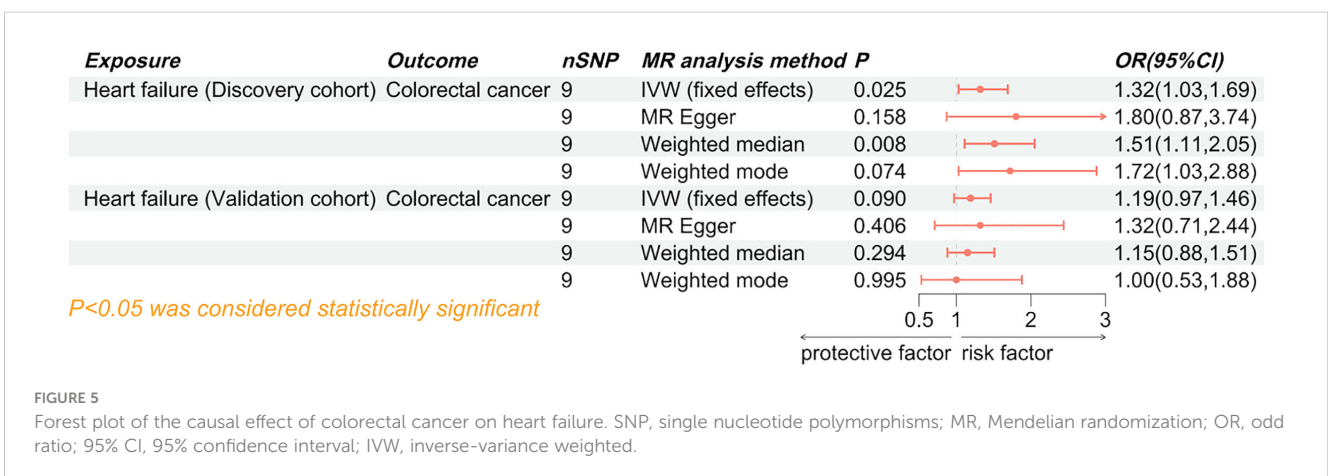 Exposure Outcome nSNP MR analysis method P OR(95%CI)
Heart failure (Discovery cohort) Colorectal cancer 9 IVW (fixed effects) 0.025 1.32(1.03,1.69)
9 MR Egger 0.158 1.80(0.87,3.74)
9 Weighted median 0.008 1.51(1.11,2.05)
9 Weighted mode 0.074 1.72(1.03,2.88)
Heart failure (Validation cohort) Colorectal cancer 9 IVW (fixed effects) 0.090 1.19(0.97,1.46)
9 MR Egger 0.406 1.32(0.71,2.44)
9 Weighted median 0.294 1.15(0.88,1.51)
9 Weighted mode 0.995 1.00(0.53,1.88)
P<0.05 was considered statistically significant
0.5 1 2 3
protective factor risk factor
FIGURE 5
Forest plot of the causal effect of colorectal cancer on heart failure. SNP, single nucleotide polymorphisms; MR, Mendelian randomization; OR, odd
ratio; 95% CI, 95% confidence interval; IVW, inverse-variance weighted.